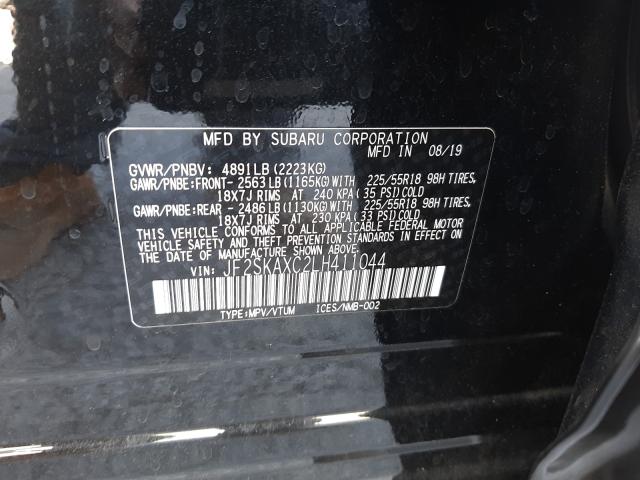 MFD BY SUBARU CORPORATION
MFD IN 08/19
GVWR/PNBV: 4891LB(2223KG)
GAWR/PNBE:FRONT- 2563LB(1165KG)WITH 225/55R18 98H TIRES,
18X7J RIMS AT 240 KPA(35 PSI)COLD
GAWR/PNBE:REAR - 2486LB(1130KG)WITH 225/55R18 98H TIRES,
18X7J RIMS AT 230 KPA(33 PSI)COLD
THIS VEHICLE CONFORMS TO ALL APPLICABLE FEDERAL MOTOR
VEHICLE SAFETY AND THEFT PREVENTION STANDARDS IN EFFECT ON
THE DATE OF MANUFACTURE SHOWN ABOVE.
VIN: JF2SKAXC2LH411044
TYPE:MPV/VTUM ICES/NMB-002